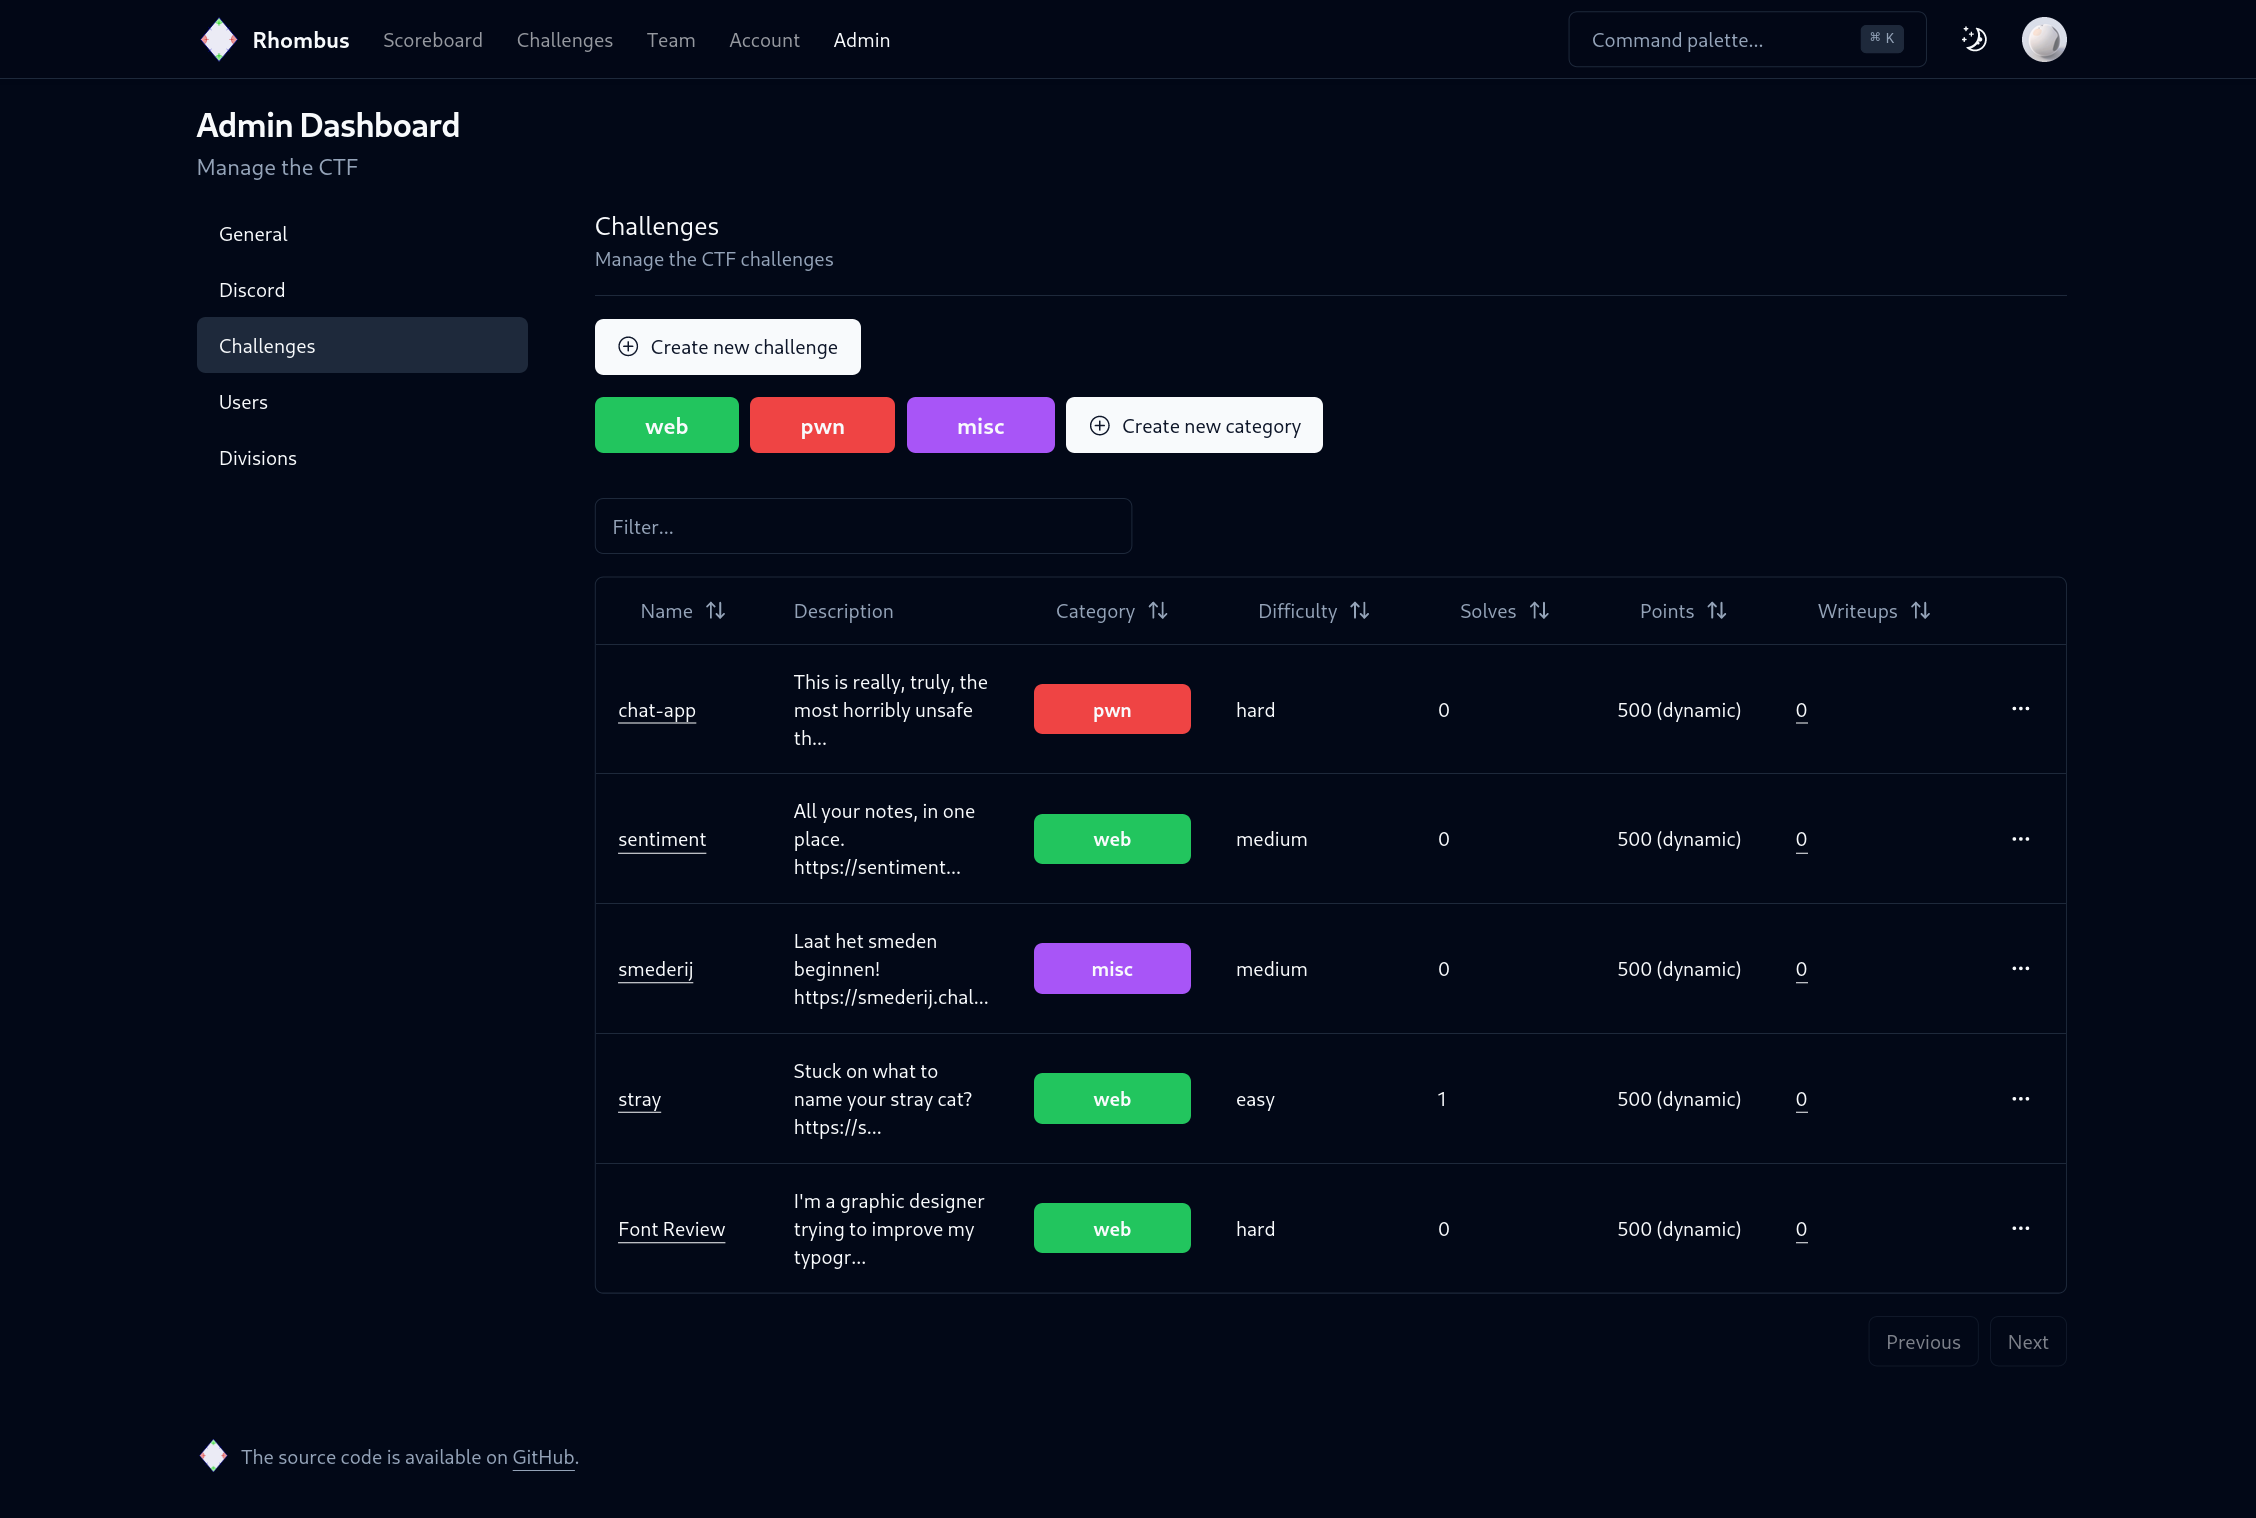 Rhombus Scoreboard Challenges Team Account Admin Command palette... ⌘ K
Admin Dashboard
Manage the CTF
General
Discord
Challenges
Users
Divisions
Challenges
Manage the CTF challenges
Create new challenge
web pwn misc Create new category
Filter...
Name Description Category Difficulty Solves Points Writeups
This is really, truly, the
chat-app most horribly unsafe pwn hard 0 500 (dynamic) 0
th...
All your notes, in one
sentiment place. web medium 0 500 (dynamic) 0
https://sentiment...
Laat het smeden
smederij beginnen! misc medium 0 500 (dynamic) 0
https://smederij.chal...
Stuck on what to
stray name your stray cat? web easy 1 500 (dynamic) 0
https://s...
I'm a graphic designer
Font Review trying to improve my web hard 0 500 (dynamic) 0
typogr...
Previous Next
The source code is available on GitHub.